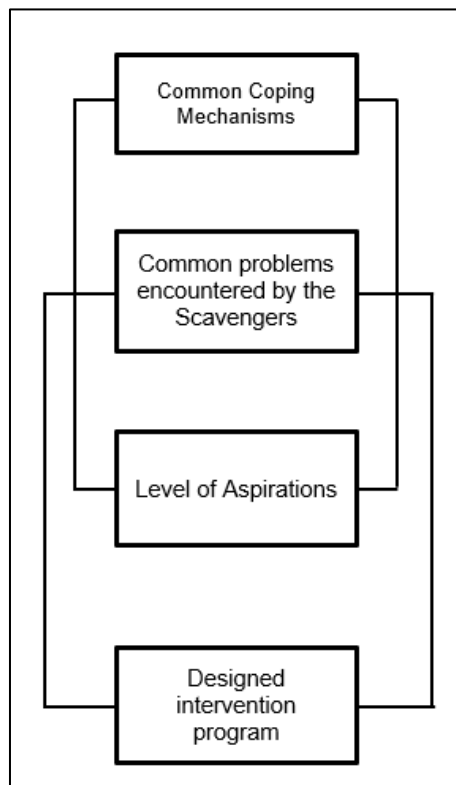 Common Coping
Mechanisms
Common problems
encountered by the
Scavengers
Level of Aspirations
Designed
intervention
program